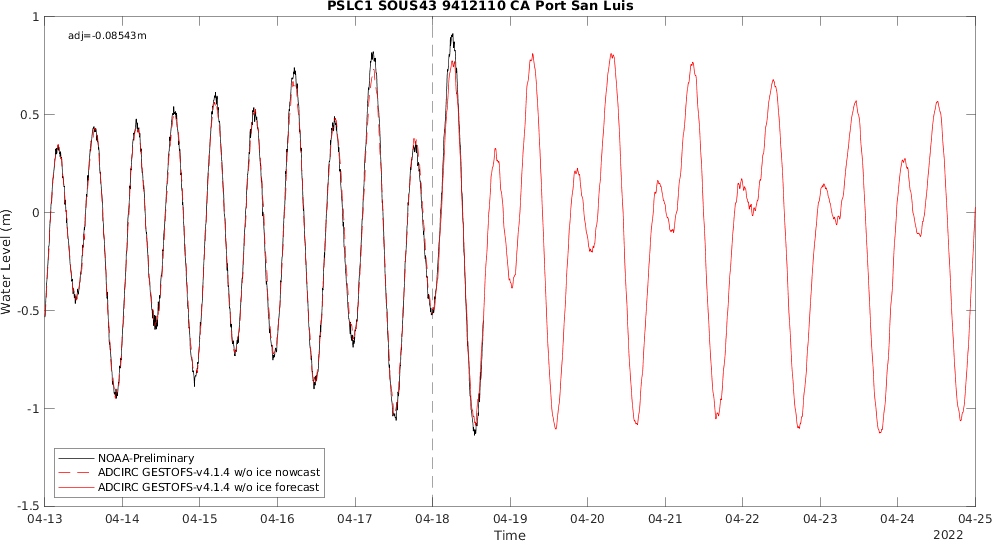 PSLC1 SOUS43 9412110 CA Port San Luis
adj=-0.08543m
1
0.5
0
-0.5
-1
-1.5
Water Level (m)
NOAA-Preliminary
ADCIRC GESTOFS-v4.1.4 w/o ice nowcast
ADCIRC GESTOFS-v4.1.4 w/o ice forecast
04-13 04-14 04-15 04-16 04-17 04-18 04-19 04-20 04-21 04-22 04-23 04-24 04-25
Time
2022